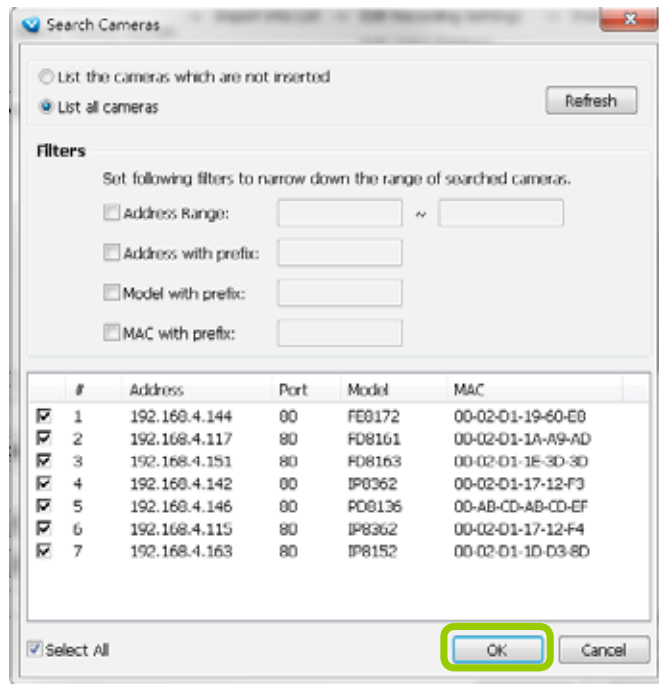 Search Cameras
List the cameras which are not inserted
List all cameras
Refresh
Filters
Set following filters to narrow down the range of searched cameras.
Address Range: ~
Address with prefix:
Model with prefix:
MAC with prefix:
# Address Port Model MAC
1 192.168.4.144 80 FE8172 00-02-D1-19-60-E8
2 192.168.4.117 80 FD8161 00-02-D1-1A-A9-AD
3 192.168.4.151 80 FD8163 00-02-D1-1E-3D-3D
4 192.168.4.142 80 IP8362 00-02-D1-17-12-F3
5 192.168.4.146 80 PD8136 00-AB-CD-AB-CD-EF
6 192.168.4.115 80 IP8362 00-02-D1-17-12-F4
7 192.168.4.163 80 IP8152 00-02-D1-1D-D3-8D
Select All
OK
Cancel